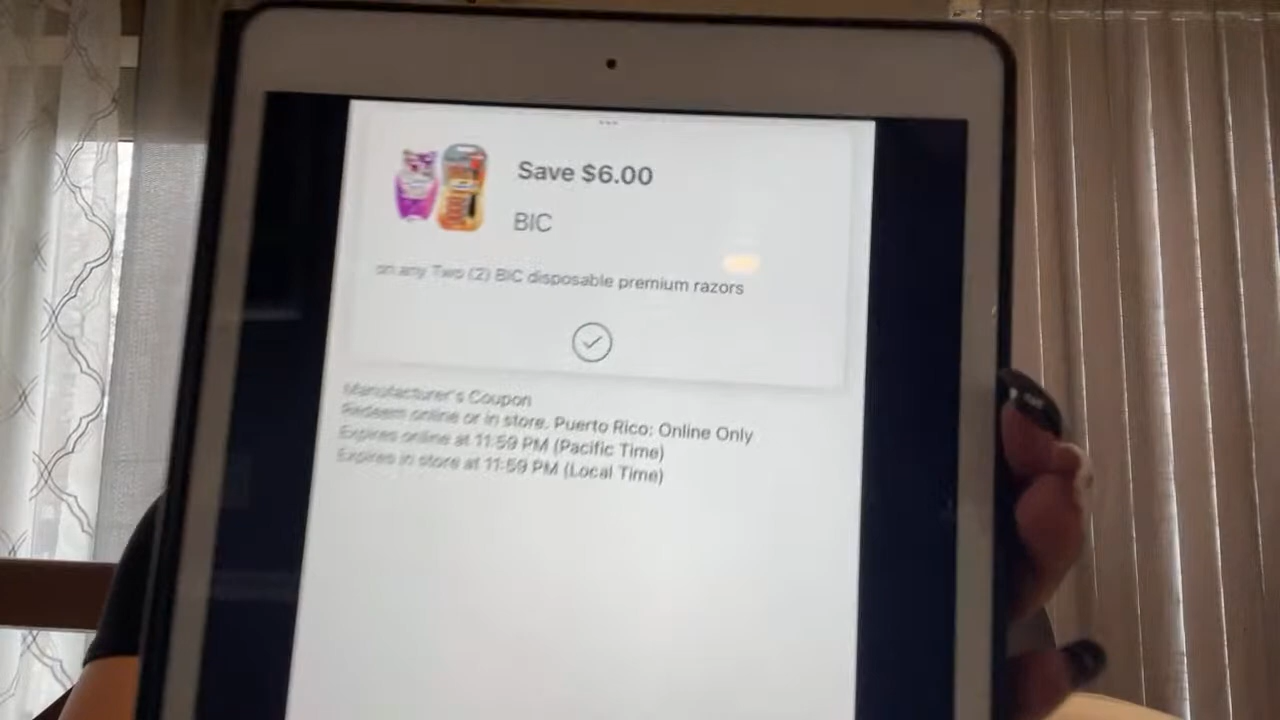 Save $6.00
BIC
on any Two (2) BIC disposable premium razors
Manufacturer's Coupon
Redeem online or in store. Puerto Rico: Online Only
Expires online at 11:59 PM (Pacific Time)
Expires in store at 11:59 PM (Local Time)